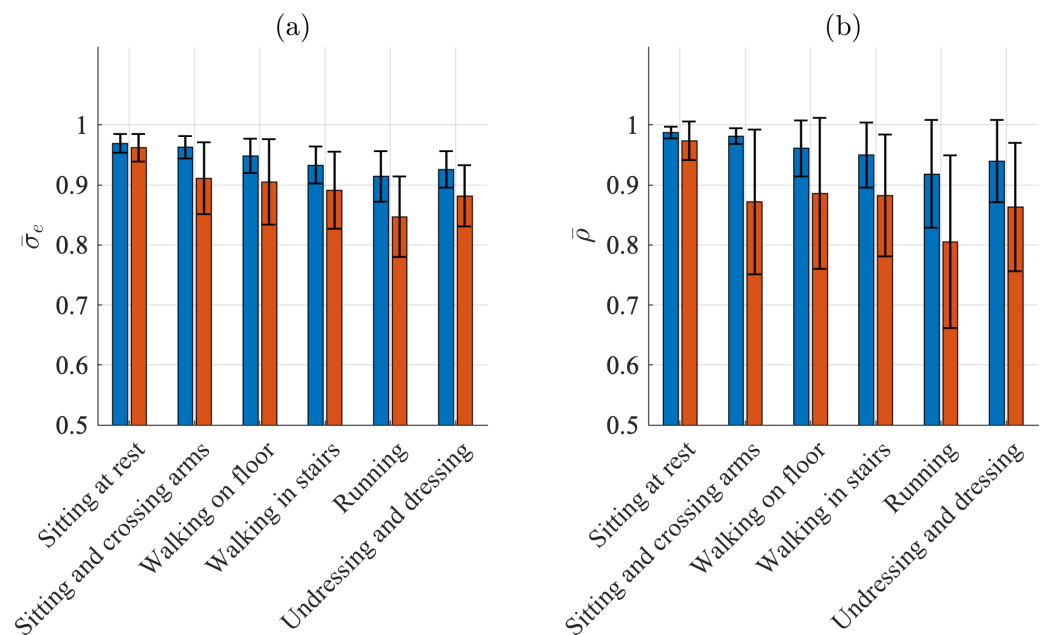 (a)
1
0.9
0.8
0.7
0.6
0.5
σ̄ₑ
Sitting at rest
Sitting and crossing arms
Walking on floor
Walking in stairs
Running
Undressing and dressing
(b)
1
0.9
0.8
0.7
0.6
0.5
ρ̄
Sitting at rest
Sitting and crossing arms
Walking on floor
Walking in stairs
Running
Undressing and dressing